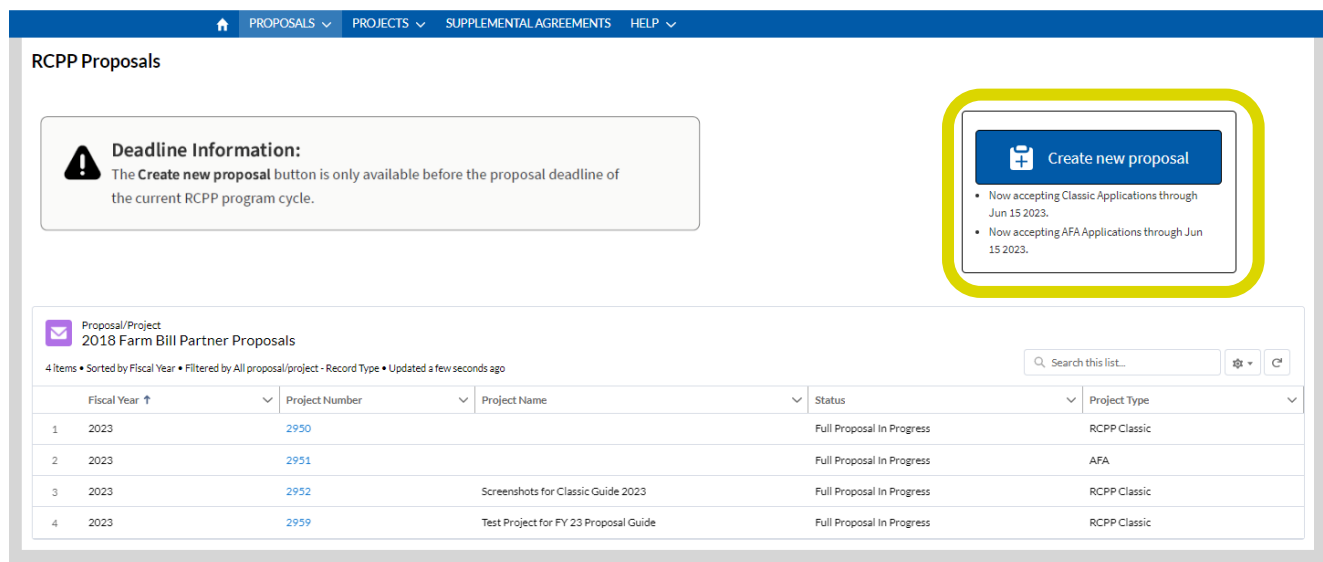 PROPOSALS PROJECTS SUPPLEMENTAL AGREEMENTS HELP
RCPP Proposals
Deadline Information:
The Create new proposal button is only available before the proposal deadline of
the current RCPP program cycle.
Create new proposal
• Now accepting Classic Applications through
Jun 15 2023.
• Now accepting AFA Applications through Jun
15 2023.
Proposal/Project
2018 Farm Bill Partner Proposals
4 items • Sorted by Fiscal Year • Filtered by All proposal/project - Record Type • Updated a few seconds ago
Search this list...
Fiscal Year ↑ Project Number Project Name Status Project Type
1 2023 2950 Full Proposal In Progress RCPP Classic
2 2023 2951 Full Proposal In Progress AFA
3 2023 2952 Screenshots for Classic Guide 2023 Full Proposal In Progress RCPP Classic
4 2023 2959 Test Project for FY 23 Proposal Guide Full Proposal In Progress RCPP Classic